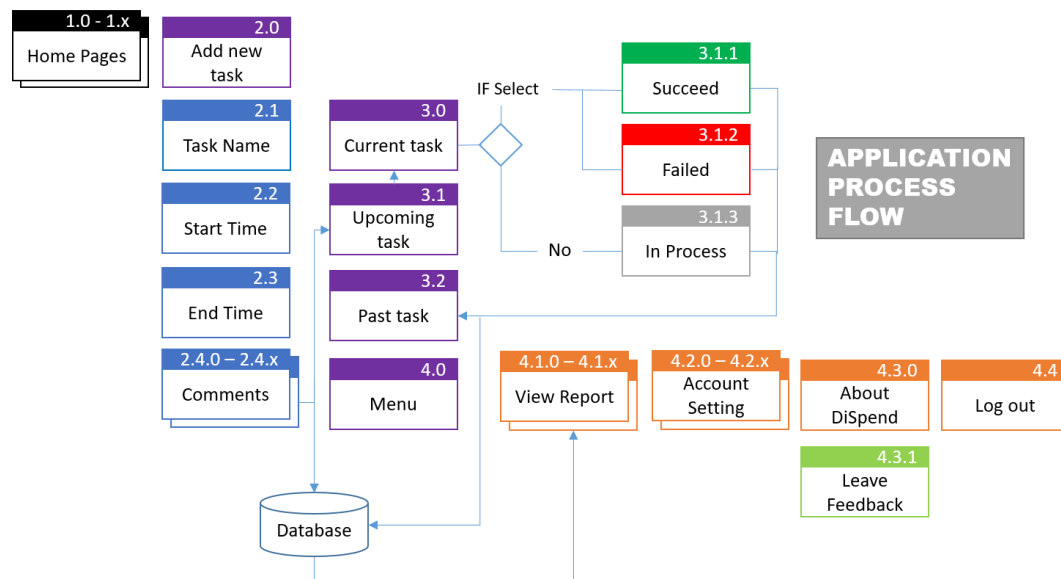 1.0 - 1.x
Home Pages
2.0
Add new
task
2.1
Task Name
2.2
Start Time
2.3
End Time
2.4.0 – 2.4.x
Comments
3.0
Current task
3.1
Upcoming
task
3.2
Past task
4.0
Menu
IF Select
No
3.1.1
Succeed
3.1.2
Failed
3.1.3
In Process
APPLICATION
PROCESS
FLOW
4.1.0 – 4.1.x
View Report
4.2.0 – 4.2.x
Account
Setting
4.3.0
About
DiSpend
4.4
Log out
4.3.1
Leave
Feedback
Database